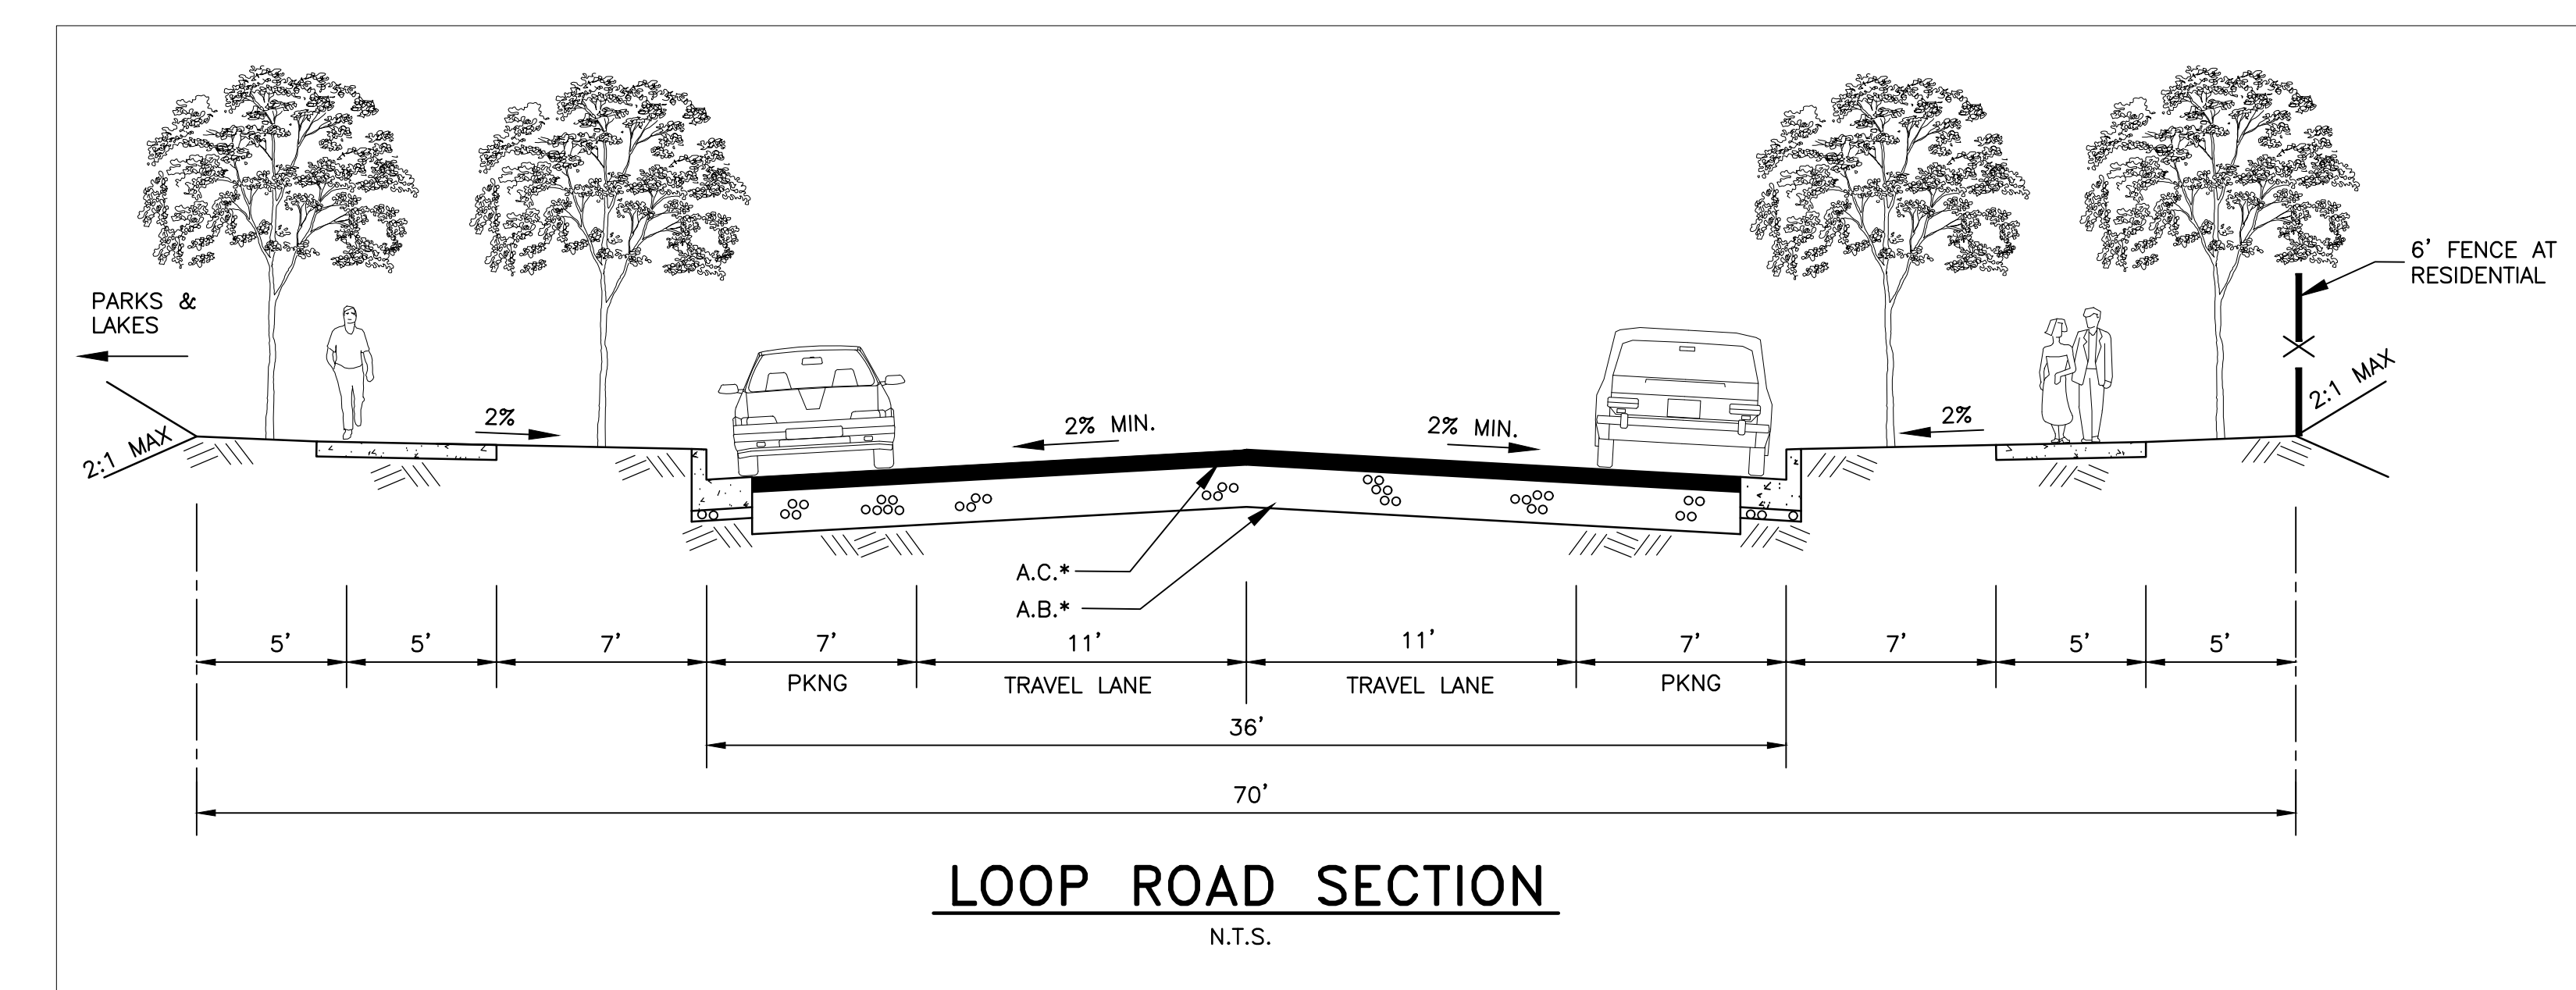 6' FENCE AT
RESIDENTIAL
PARKS &
LAKES
2:1 MAX
2:1 MAX
2%
2% MIN.
2% MIN.
2%
A.C.*
A.B.*
5'
5'
7'
7'
11'
11'
7'
7'
5'
5'
PKNG
TRAVEL LANE
TRAVEL LANE
PKNG
36'
70'
LOOP ROAD SECTION
N.T.S.